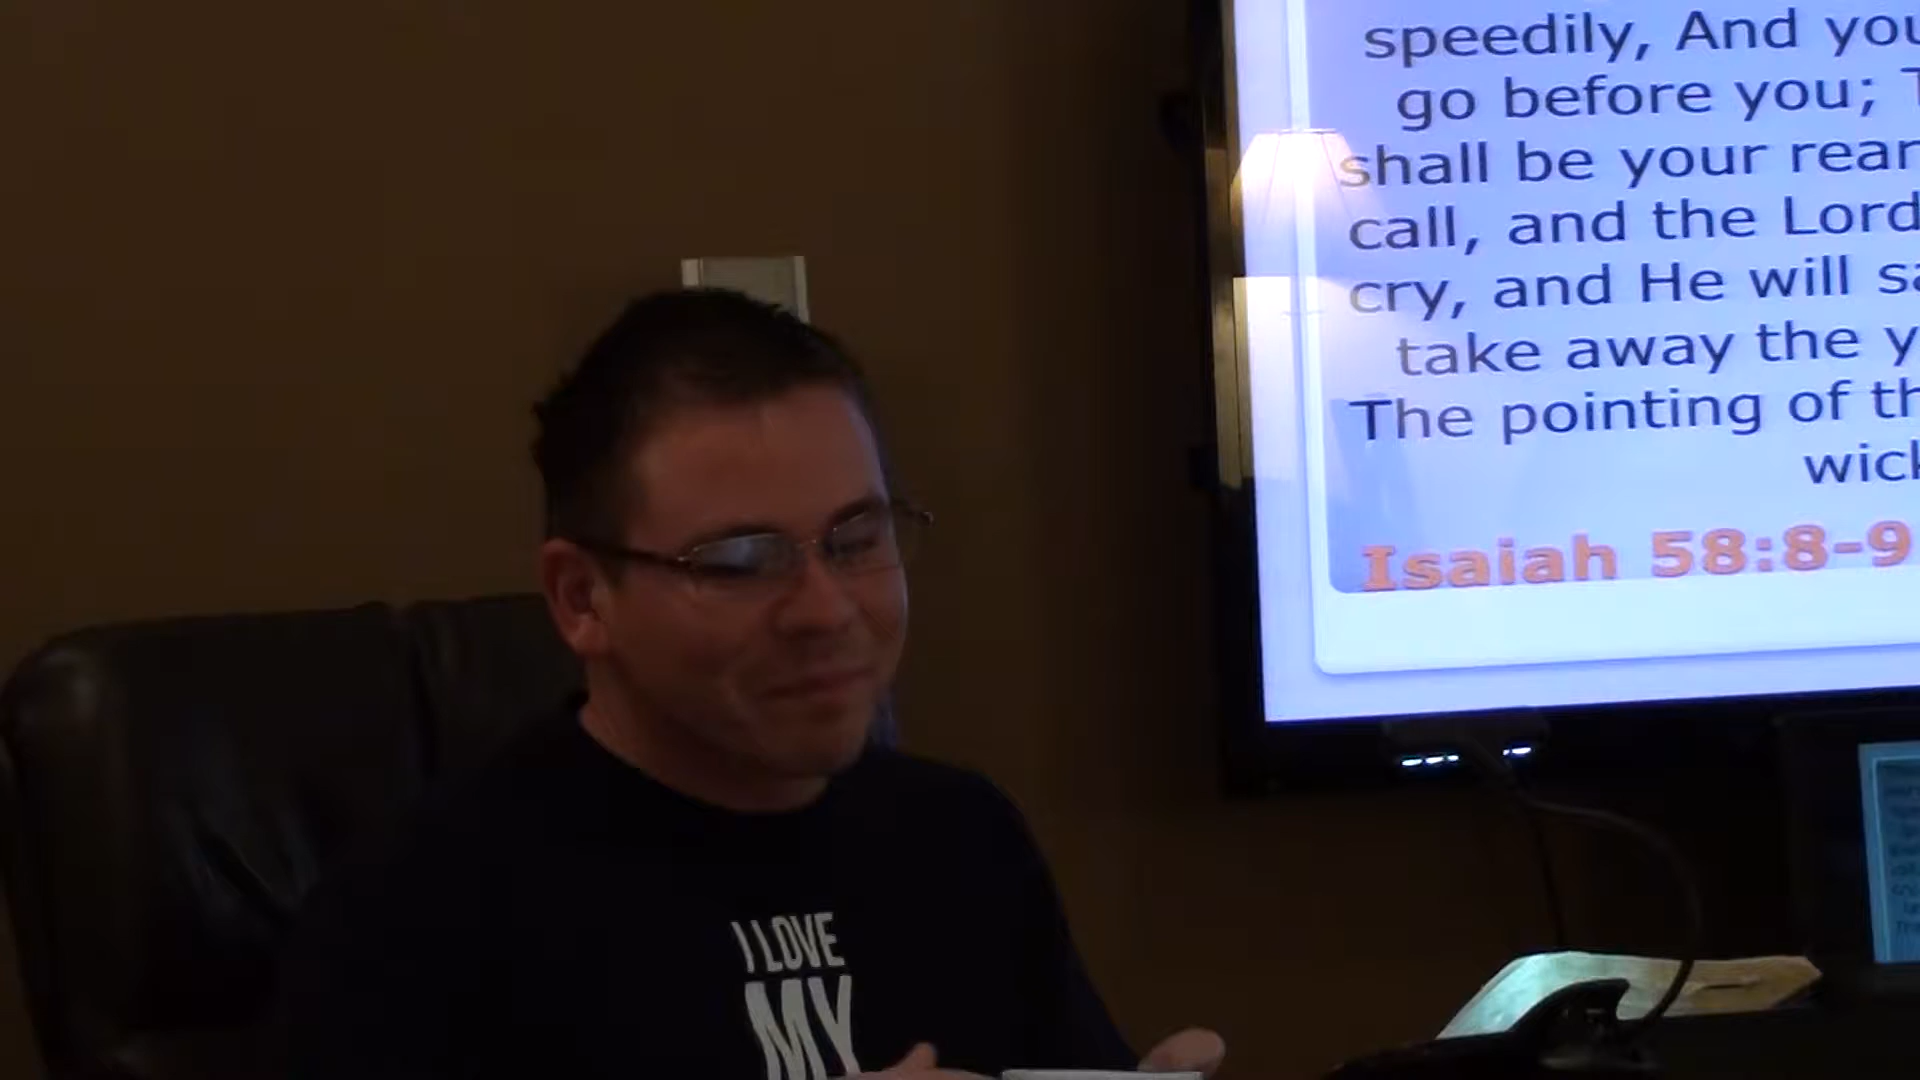 speedily, And you
go before you;
shall be your rear
call, and the Lord
cry, and He will
take away the
The pointing of
Isaiah 58:8-9
I LOVE
MY